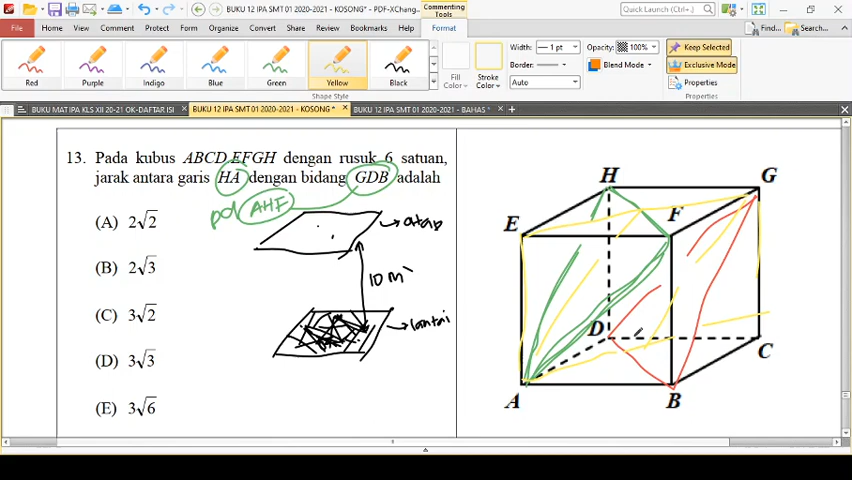 BUKU 12 IPA SMT 01 2020-2021 - KOSONG* - PDF-XChang
Commenting Tools
Quick Launch (Ctrl+.)
File
Home
View
Comment
Protect
Form
Organize
Convert
Share
Review
Bookmarks
Help
Format
Find...
Search...
Red
Purple
Indigo
Blue
Green
Yellow
Black
Shape Style
Fill Color
Stroke Color
Width: 1 pt
Border:
Auto
Opacity: 100%
Blend Mode
Keep Selected
Exclusive Mode
Properties
Properties
BUKU MAT IPA KLS XII 20-21 OK-DAFTAR ISI
BUKU 12 IPA SMT 01 2020-2021 - KOSONG *
BUKU 12 IPA SMT 01 2020-2021 - BAHAS *
13. Pada kubus ABCD.EFGH dengan rusuk 6 satuan,
jarak antara garis HA dengan bidang GDB adalah
pd AHF
(A) 2√2
(B) 2√3
(C) 3√2
(D) 3√3
(E) 3√6
atap
10 m
lantai
H
G
E
F
D
C
A
B